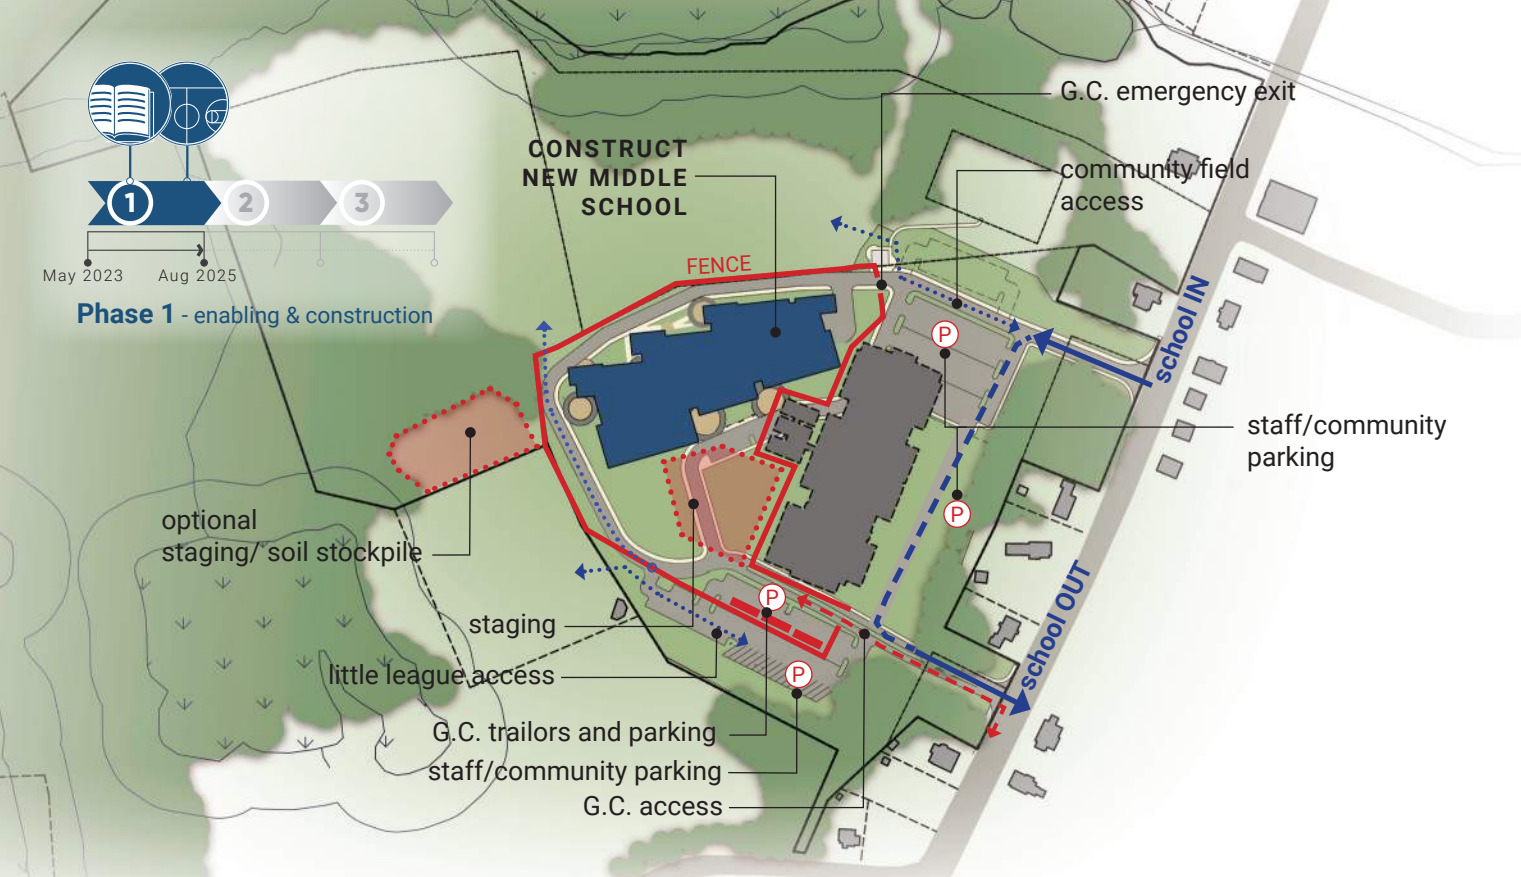 1
2
3
May 2023
Aug 2025
Phase 1 - enabling & construction
CONSTRUCT
NEW MIDDLE
SCHOOL
FENCE
G.C. emergency exit
community field
access
school IN
P
staff/community
parking
P
optional
staging/ soil stockpile
staging
little league access
P
P
G.C. trailors and parking
staff/community parking
G.C. access
school OUT